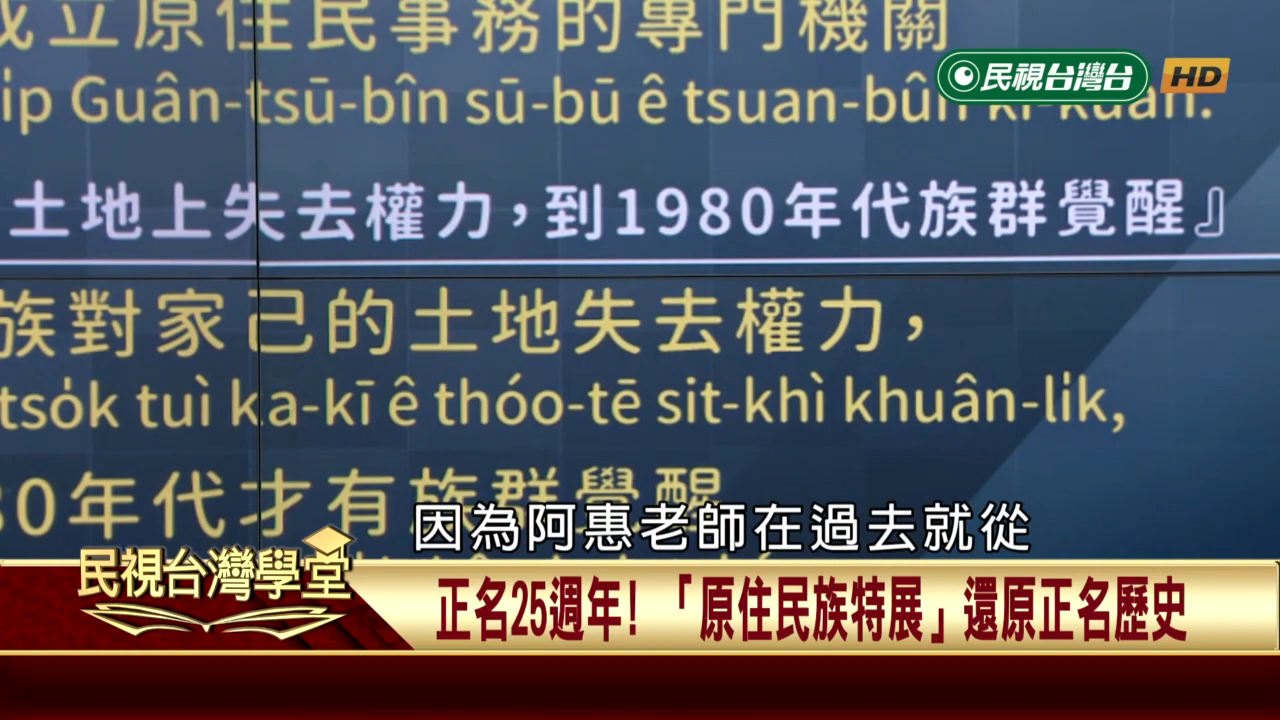 成立原住民事務的專門機關
民視台灣台 HD
Guân-tsū-bîn sū-bū ê tsuan-bûn ki-kuan.
土地上失去權力，到1980年代族群覺醒』
族對家己的土地失去權力，
tso̍k tuì ka-kī ê thóo-tē sit-khì khuân-li̍k,
80年代才有族群覺醒
因為阿惠老師在過去就從
民視台灣學堂
正名25週年！「原住民族特展」還原正名歷史